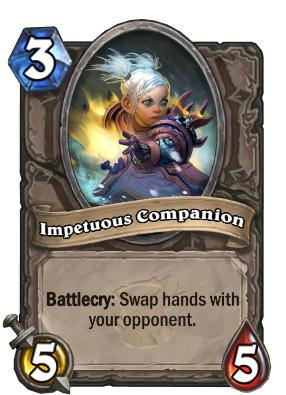 3
Impetuous Companion
Battlecry: Swap hands with
your opponent.
5
5